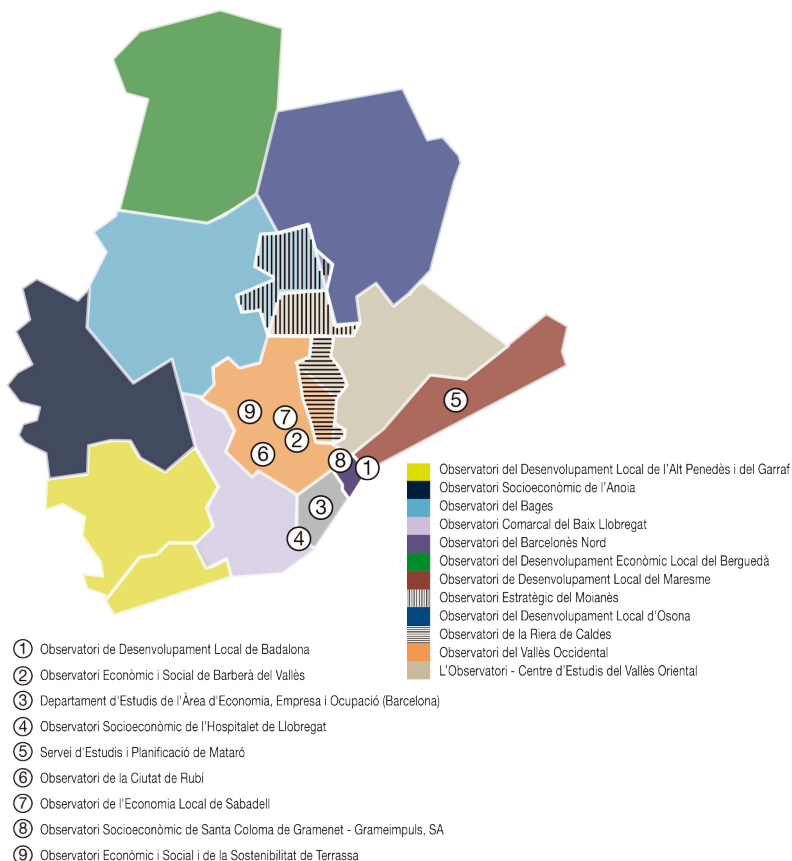 9
7
2
6
5
8
1
3
4
Observatori del Desenvolupament Local de l'Alt Penedès i del Garraf
Observatori Socioeconòmic de l'Anoia
Observatori del Bages
Observatori Comarcal del Baix Llobregat
Observatori del Barcelonès Nord
Observatori del Desenvolupament Econòmic Local del Berguedà
Observatori de Desenvolupament Local del Maresme
Observatori Estratègic del Moianès
Observatori del Desenvolupament Local d'Osona
Observatori de la Riera de Caldes
Observatori del Vallès Occidental
L'Observatori - Centre d'Estudis del Vallès Oriental
1 Observatori de Desenvolupament Local de Badalona
2 Observatori Econòmic i Social de Barberà del Vallès
3 Departament d'Estudis de l'Àrea d'Economia, Empresa i Ocupació (Barcelona)
4 Observatori Socioeconòmic de l'Hospitalet de Llobregat
5 Servei d'Estudis i Planificació de Mataró
6 Observatori de la Ciutat de Rubí
7 Observatori de l'Economia Local de Sabadell
8 Observatori Socioeconòmic de Santa Coloma de Gramenet - Grameimpuls, SA
9 Observatori Econòmic i Social i de la Sostenibilitat de Terrassa